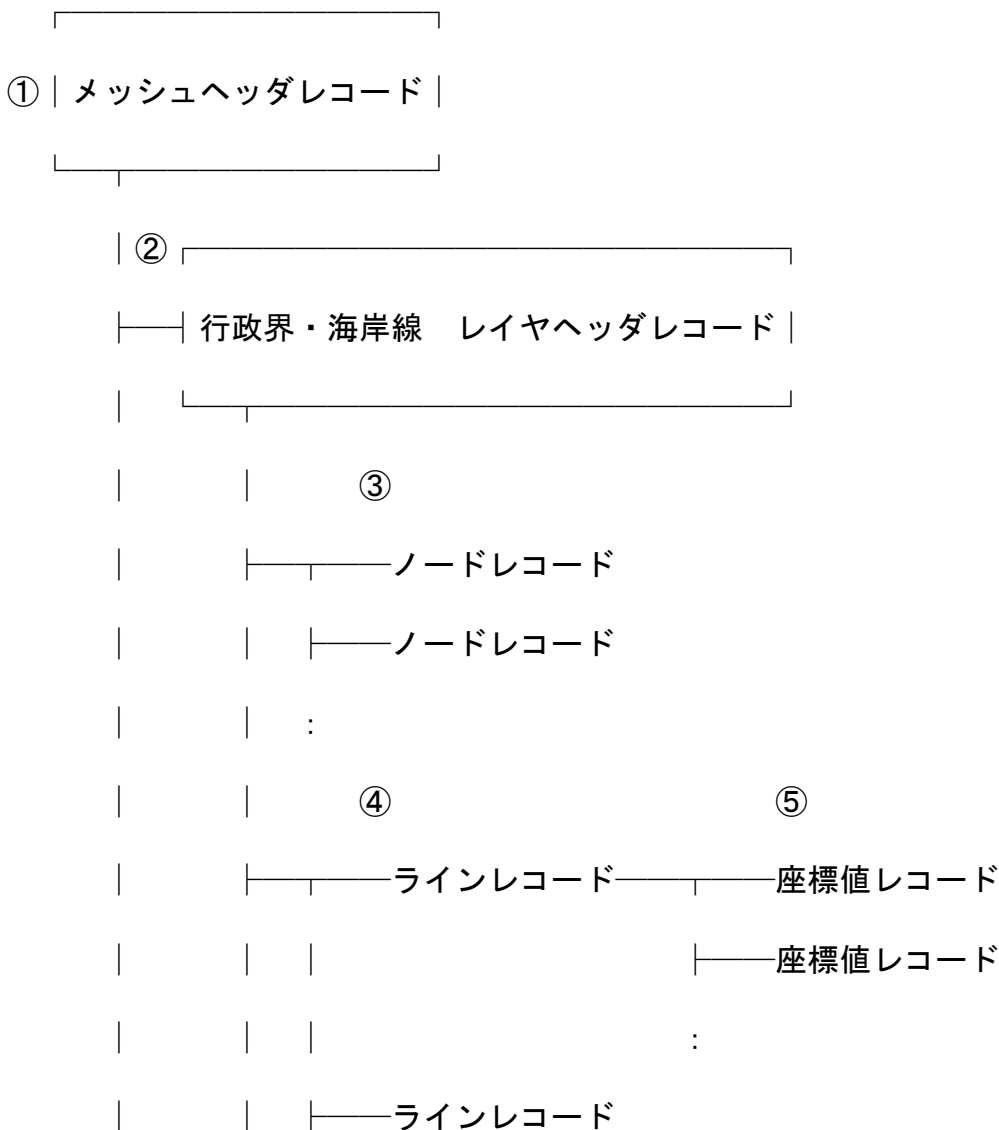 ① メッシュヘッダレコード
②
行政界・海岸線　レイヤヘッダレコード
③
ノードレコード
ノードレコード
:
④ ⑤
ラインレコード 座標値レコード
座標値レコード
: :
ラインレコード